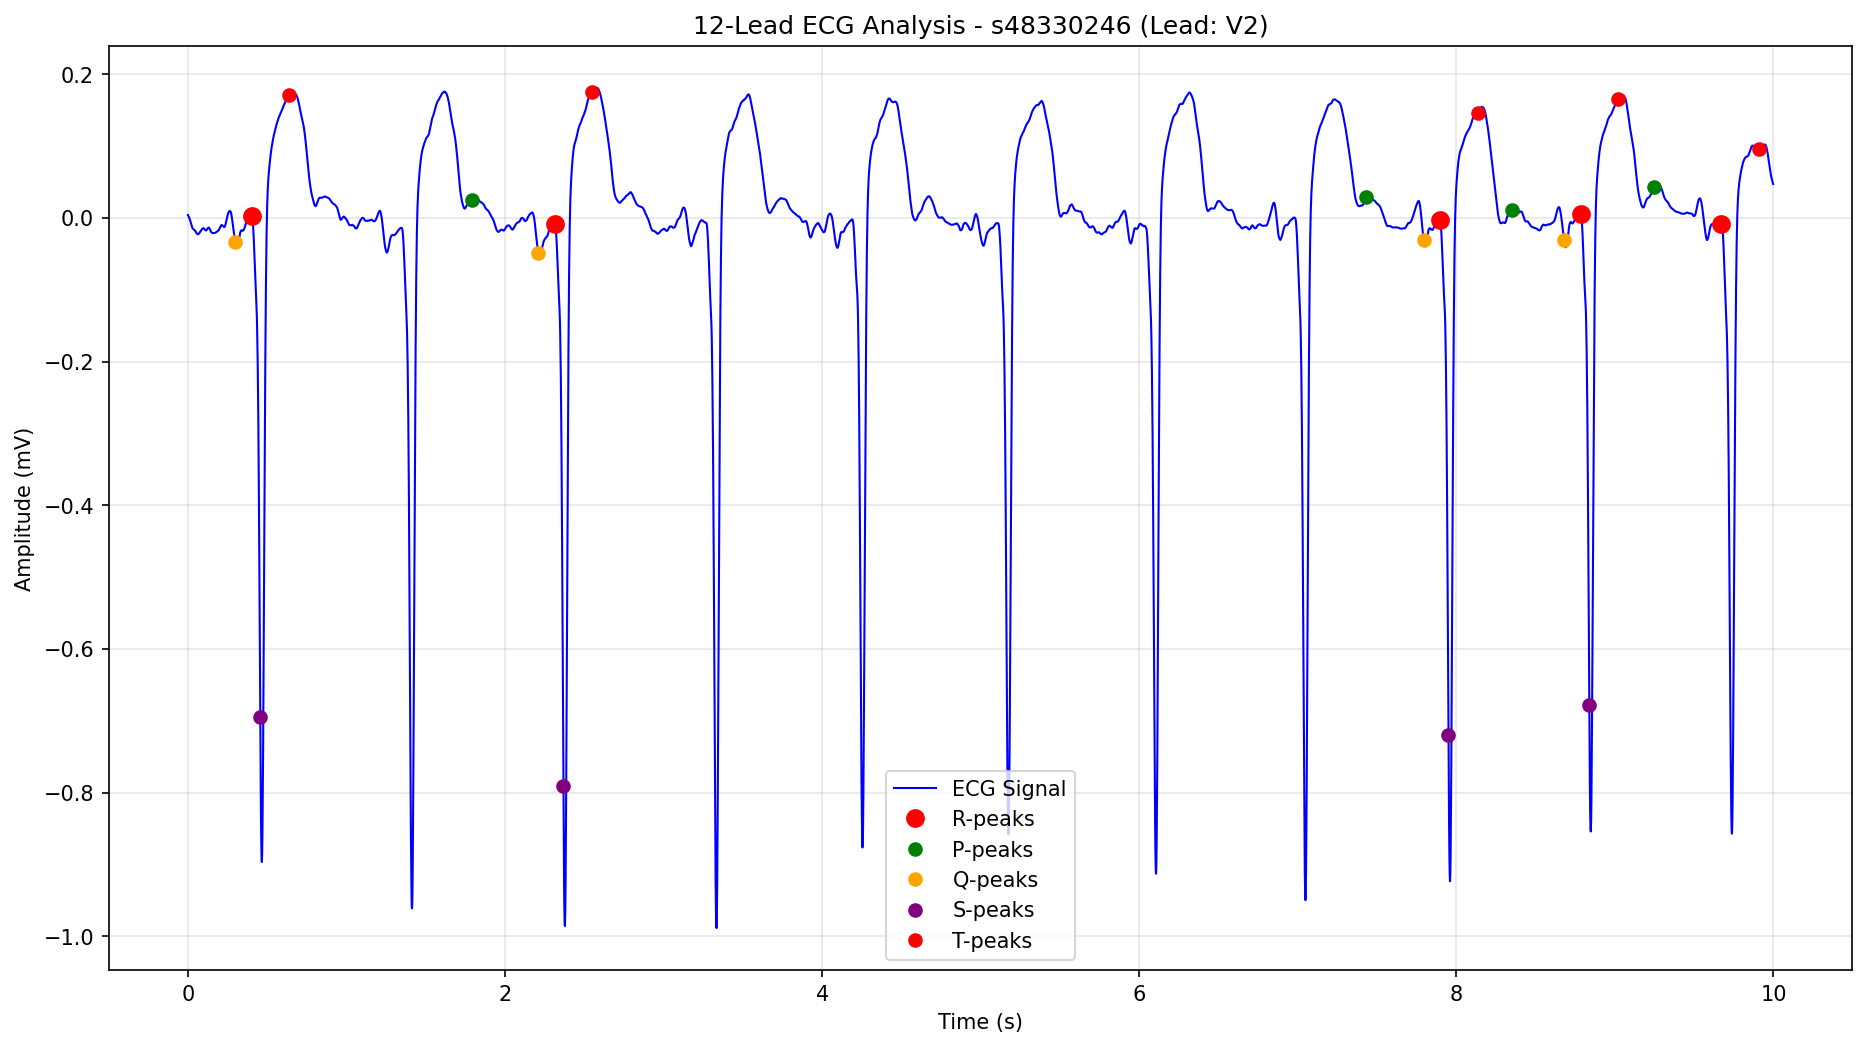 12-Lead ECG Analysis - s48330246 (Lead: V2)
Amplitude (mV)
0.2
0.0
−0.2
−0.4
−0.6
−0.8
−1.0
ECG Signal
R-peaks
P-peaks
Q-peaks
S-peaks
T-peaks
0 2 4 6 8 10
Time (s)